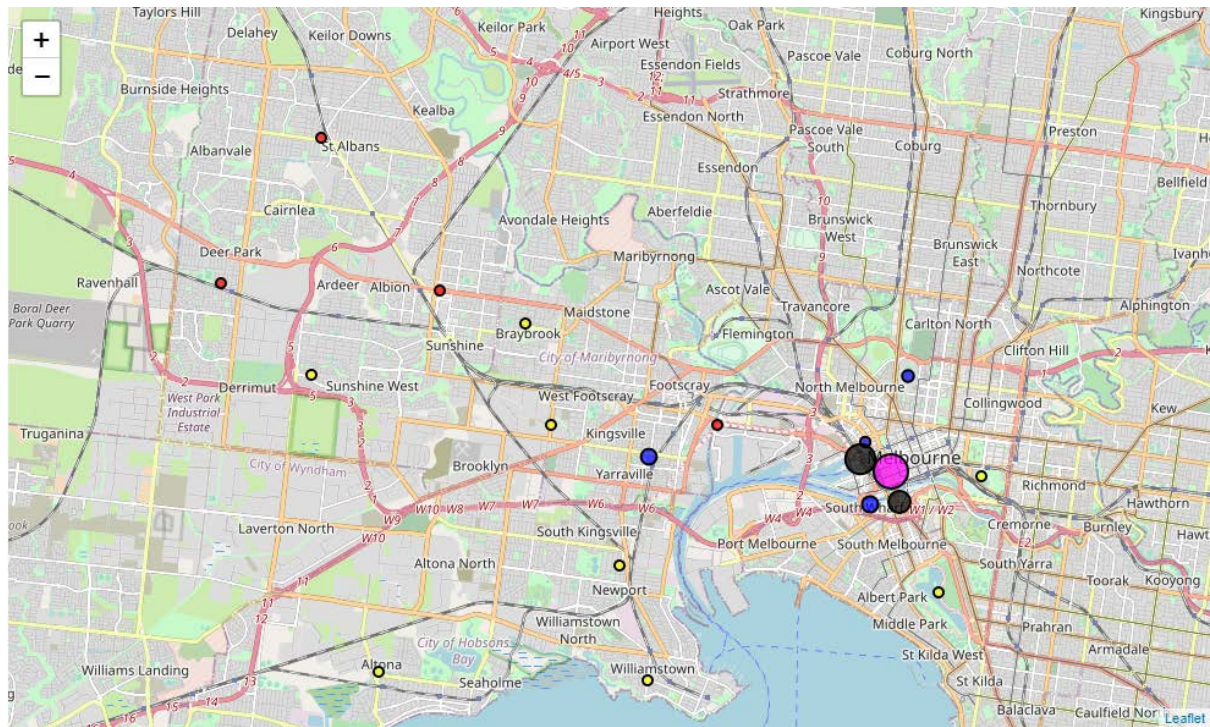 +
−
Taylors Hill
Delahey
Keilor Downs
Keilor Park
Heights
Oak Park
Kingsbury
Airport West
Pascoe Vale
Coburg North
Burnside Heights
Kealba
Essendon Fields
Strathmore
Essendon North
Preston
Albanvale
St Albans
Pascoe Vale
South
Coburg
Essendon
Bellfield
Cairnlea
Avondale Heights
Aberfeldie
Brunswick
West
Thornbury
Deer Park
Maribyrnong
Brunswick
East
Ivanhoe
Ravenhall
Ardeer
Albion
Ascot Vale
Northcote
Boral Deer
Park Quarry
Maidstone
Travancore
Alphington
Braybrook
Flemington
Carlton North
Sunshine
City of Maribyrnong
Clifton Hill
Derrimut
Sunshine West
Footscray
North Melbourne
West Park
Industrial
Estate
West Footscray
Collingwood
Kew
Truganina
Kingsville
City of Wyndham
Brooklyn
Yarraville
Melbourne
Richmond
Hawthorn
Laverton North
South Kingsville
Port Melbourne
South Melbourne
Cremorne
Burnley
Altona North
South Yarra
Toorak
Kooyong
Newport
Albert Park
Williamstown
North
Middle Park
Prahran
City of Hobsons
Bay
Williams Landing
Altona
Seaholme
Williamstown
St Kilda West
Armadale
St Kilda
Balaclava
Caulfield North
Leaflet